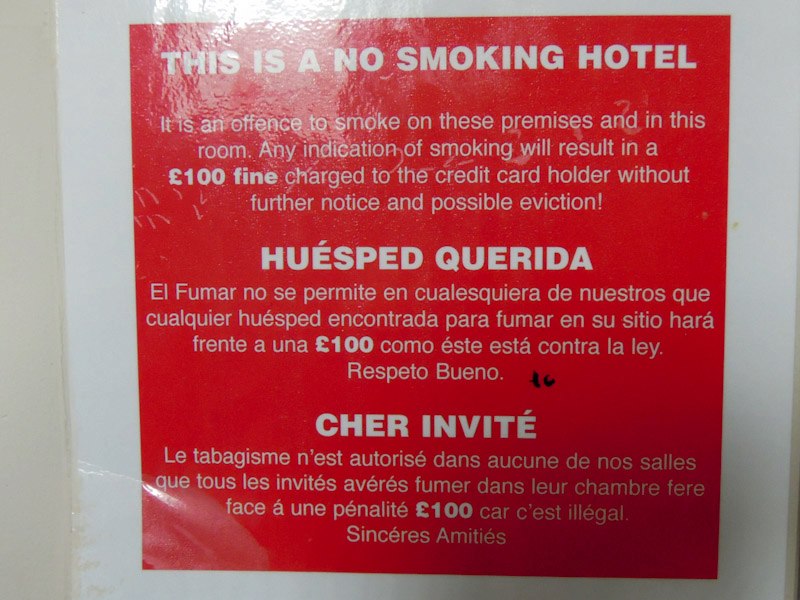 THIS IS A NO SMOKING HOTEL
It is an offence to smoke on these premises and in this
room. Any indication of smoking will result in a
£100 fine charged to the credit card holder without
further notice and possible eviction!
HUÉSPED QUERIDA
El Fumar no se permite en cualesquiera de nuestros que
cualquier huésped encontrada para fumar en su sitio hará
frente a una £100 como éste está contra la ley.
Respeto Bueno.
CHER INVITÉ
Le tabagisme n'est autorisé dans aucune de nos salles
que tous les invités avérés fumer dans leur chambre fere
face á une pénalité £100 car c'est illégal.
Sincéres Amitiés